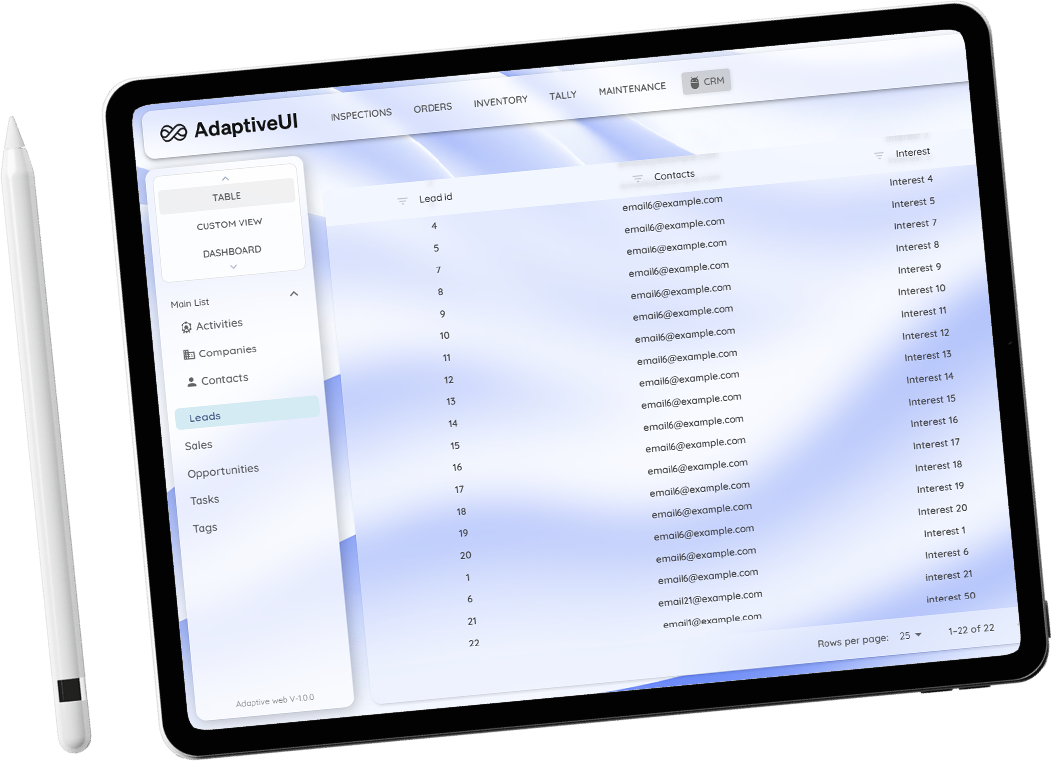 AdaptiveUI
INSPECTIONS
ORDERS
INVENTORY
TALLY
MAINTENANCE
CRM
TABLE
CUSTOM VIEW
DASHBOARD
Main List
Activities
Companies
Contacts
Leads
Sales
Opportunities
Tasks
Tags
Adaptive web V-1.0.0
Lead id Contacts Interest
4 email6@example.com Interest 4
5 email6@example.com Interest 5
7 email6@example.com Interest 7
8 email6@example.com Interest 8
9 email6@example.com Interest 9
10 email6@example.com Interest 10
11 email6@example.com Interest 11
12 email6@example.com Interest 12
13 email6@example.com Interest 13
14 email6@example.com Interest 14
15 email6@example.com Interest 15
16 email6@example.com Interest 16
17 email6@example.com Interest 17
18 email6@example.com Interest 18
19 email6@example.com Interest 19
20 email6@example.com Interest 20
1 email6@example.com Interest 1
6 email6@example.com Interest 6
21 email21@example.com Interest 21
22 email1@example.com interest 50
Rows per page: 25 1–22 of 22